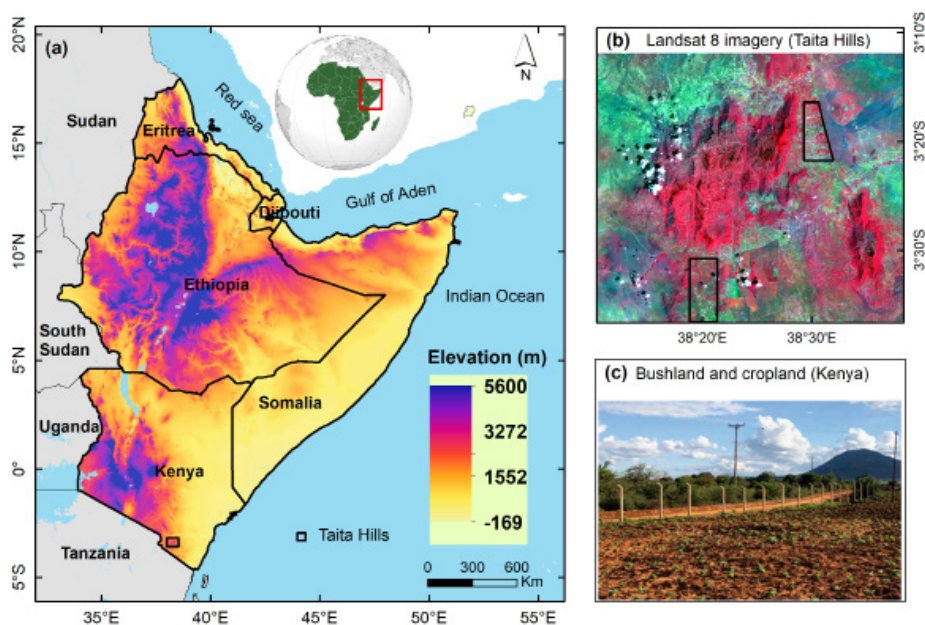 (a)
20°N
15°N
10°N
5°N
0°
5°S
35°E
40°E
45°E
50°E
55°E
Sudan
Eritrea
Red sea
N
Djibouti
Gulf of Aden
Ethiopia
Indian Ocean
South
Sudan
Somalia
Uganda
Kenya
Tanzania
Elevation (m)
5600
3272
1552
-169
Taita Hills
0 300 600
Km
(b) Landsat 8 imagery (Taita Hills)
3°10'S
3°20'S
3°30'S
38°20'E
38°30'E
(c) Bushland and cropland (Kenya)